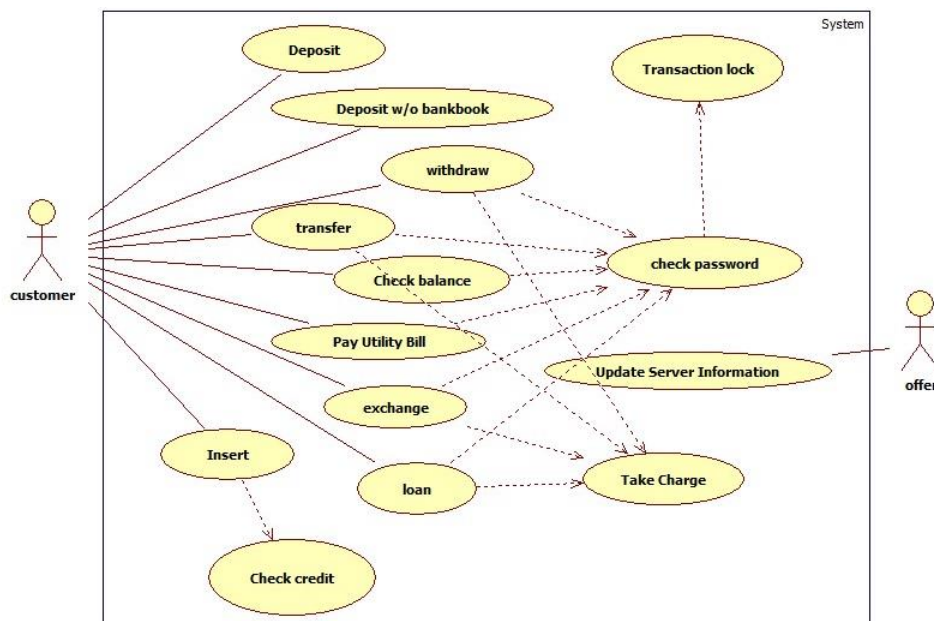 System
Deposit
Transaction lock
Deposit w/o bankbook
withdraw
transfer
check password
Check balance
customer
Pay Utility Bill
Update Server Information
offer
exchange
Insert
loan
Take Charge
Check credit